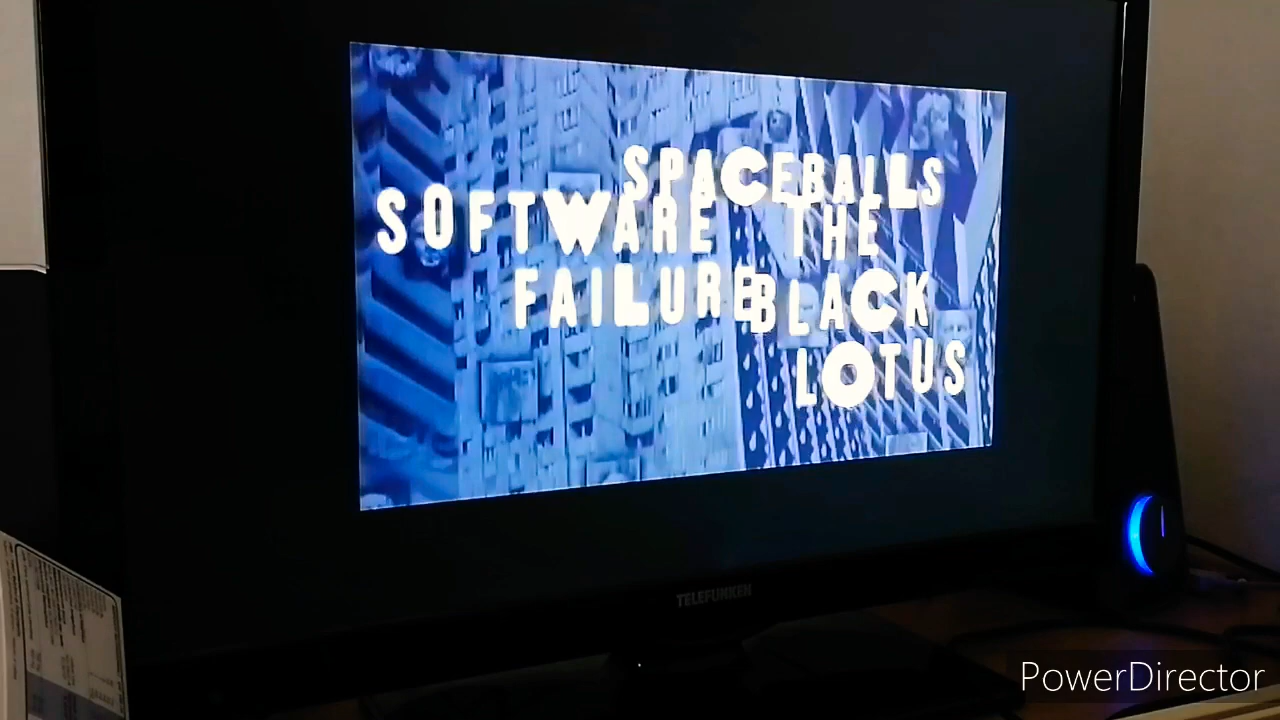 SPACEBALLS
SOFTWARE THE
FAILURE BLACK
LOTUS
TELEFUNKEN
PowerDirector